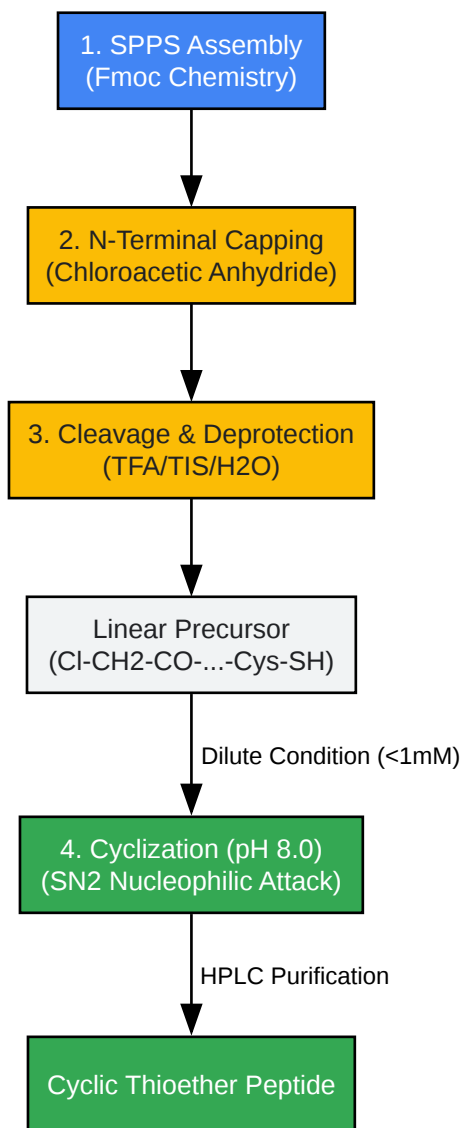 1. SPPS Assembly
(Fmoc Chemistry)
2. N-Terminal Capping
(Chloroacetic Anhydride)
3. Cleavage & Deprotection
(TFA/TIS/H2O)
Linear Precursor
(Cl-CH2-CO-...-Cys-SH)
Dilute Condition (<1mM)
4. Cyclization (pH 8.0)
(SN2 Nucleophilic Attack)
HPLC Purification
Cyclic Thioether Peptide